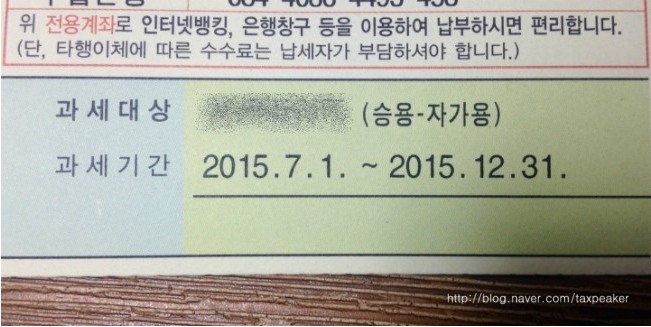 위 전용계좌로 인터넷뱅킹, 은행창구 등을 이용하여 납부하시면 편리합니다.
(단, 타행이체에 따른 수수료는 납세자가 부담하셔야 합니다.)
과세대상 (승용-자가용)
과세기간 2015.7.1. ~ 2015.12.31.
http://blog.naver.com/taxpeaker